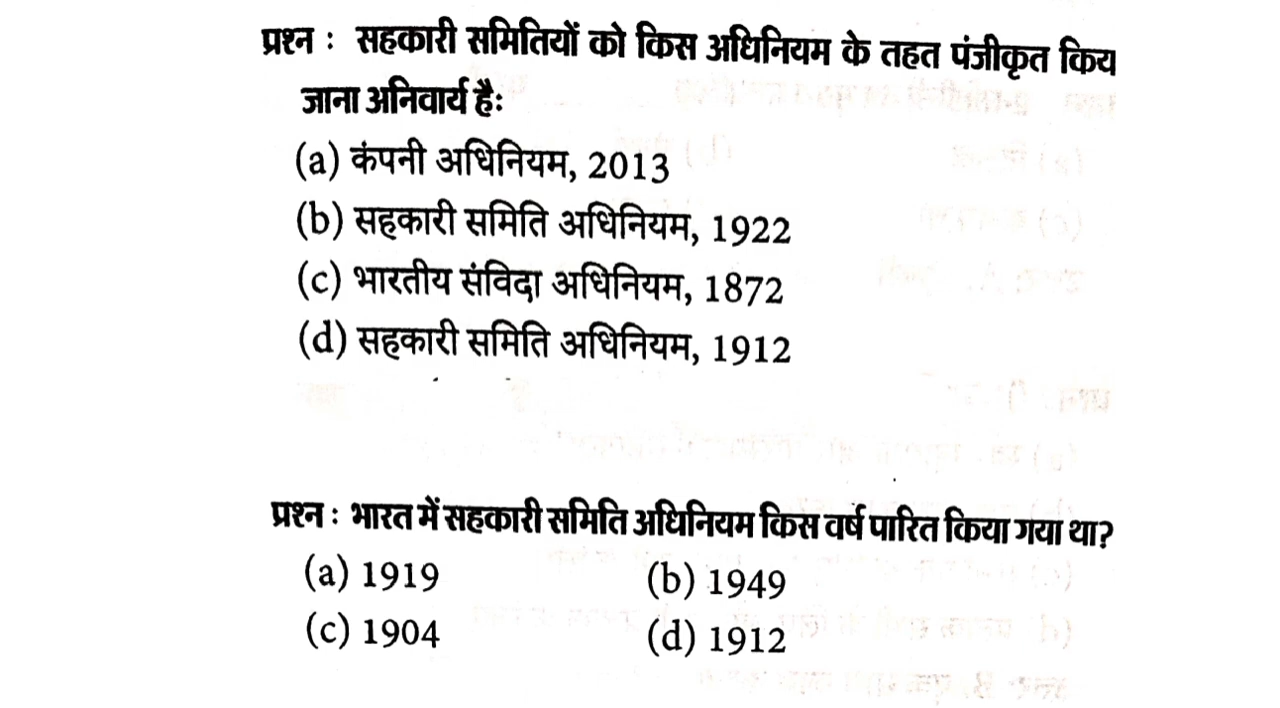 प्रश्न : सहकारी समितियों को किस अधिनियम के तहत पंजीकृत किय
जाना अनिवार्य है:
(a) कंपनी अधिनियम, 2013
(b) सहकारी समिति अधिनियम, 1922
(c) भारतीय संविदा अधिनियम, 1872
(d) सहकारी समिति अधिनियम, 1912
प्रश्न : भारत में सहकारी समिति अधिनियम किस वर्ष पारित किया गया था?
(a) 1919 (b) 1949
(c) 1904 (d) 1912